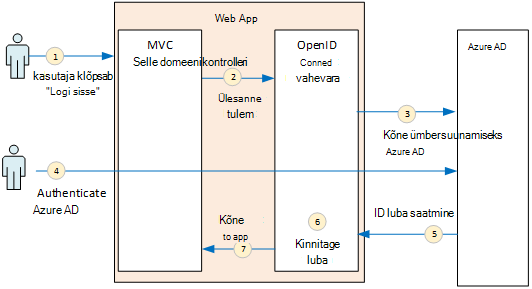 Web App
MVC
OpenID
Azure AD
Selle domeenikontrolleri
Conned
vahevara
1
kasutaja klõpsab
"Logi sisse"
2
Ülesanne
tulem
3
Kõne ümbersuunamiseks
Azure AD
4
Authenticate
Azure AD
ID luba saatmine
5
6
Kinnitage
luba
Kõne
to app
7